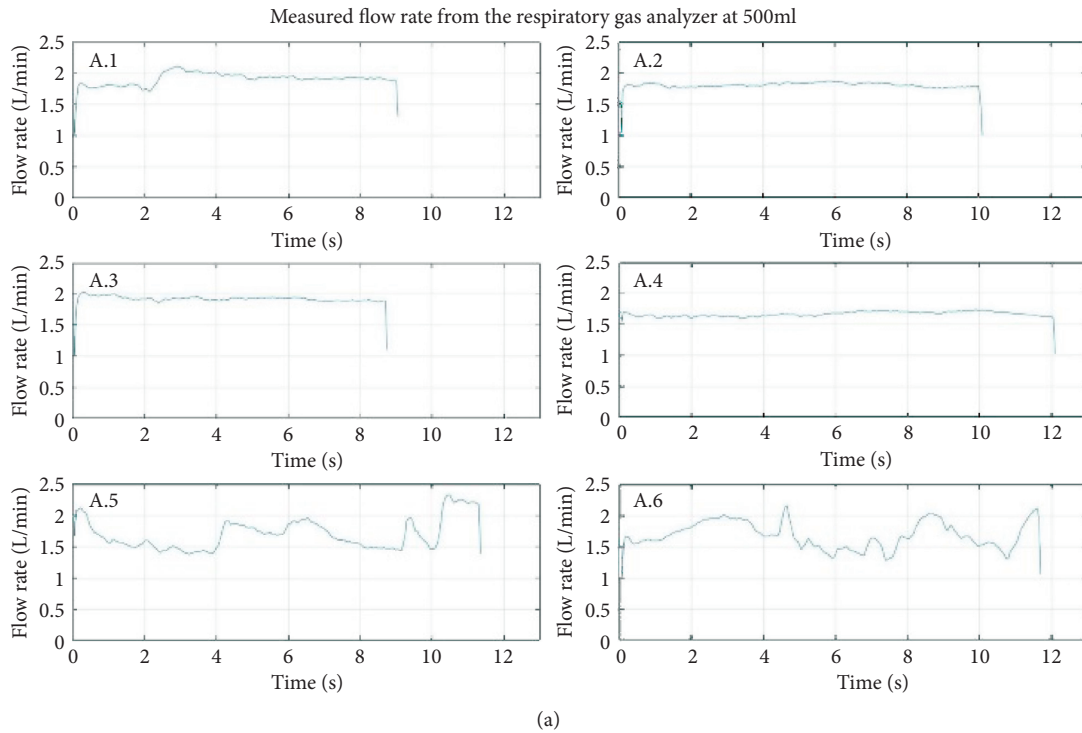 Measured flow rate from the respiratory gas analyzer at 500ml
A.1
Flow rate (L/min)
2.5
2
1.5
1
0.5
0
0 2 4 6 8 10 12
Time (s)
A.2
Flow rate (L/min)
2.5
2
1.5
1
0.5
0
0 2 4 6 8 10 12
Time (s)
A.3
Flow rate (L/min)
2.5
2
1.5
1
0.5
0
0 2 4 6 8 10 12
Time (s)
A.4
Flow rate (L/min)
2.5
2
1.5
1
0.5
0
0 2 4 6 8 10 12
Time (s)
A.5
Flow rate (L/min)
2.5
2
1.5
1
0.5
0
0 2 4 6 8 10 12
Time (s)
A.6
Flow rate (L/min)
2.5
2
1.5
1
0.5
0
0 2 4 6 8 10 12
Time (s)
(a)